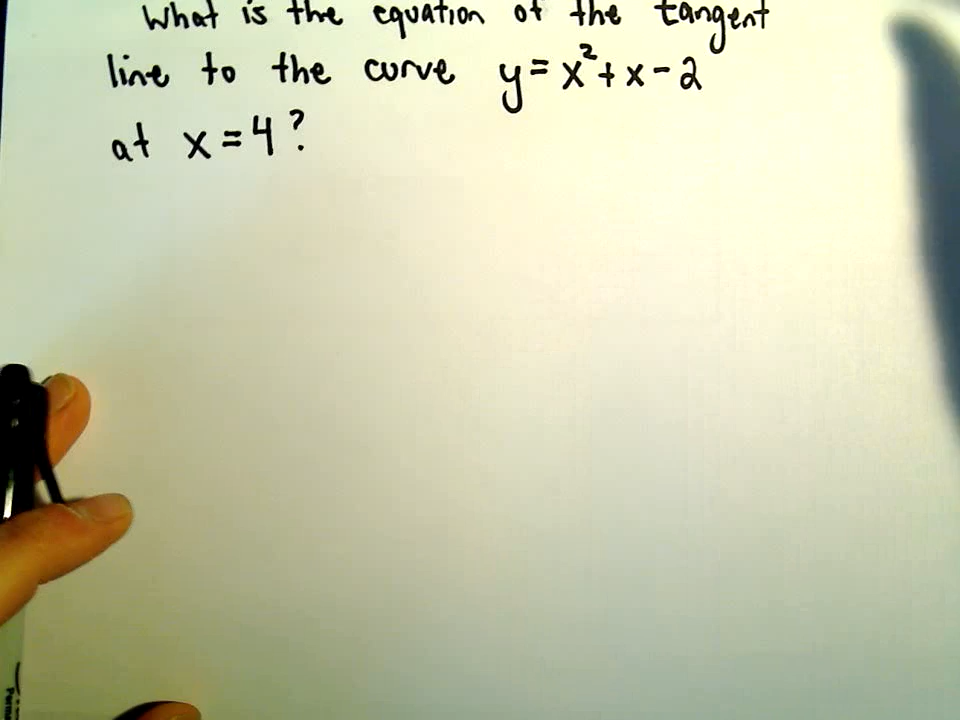 What is the equation of the tangent
line to the curve y = x² + x - 2
at x = 4?